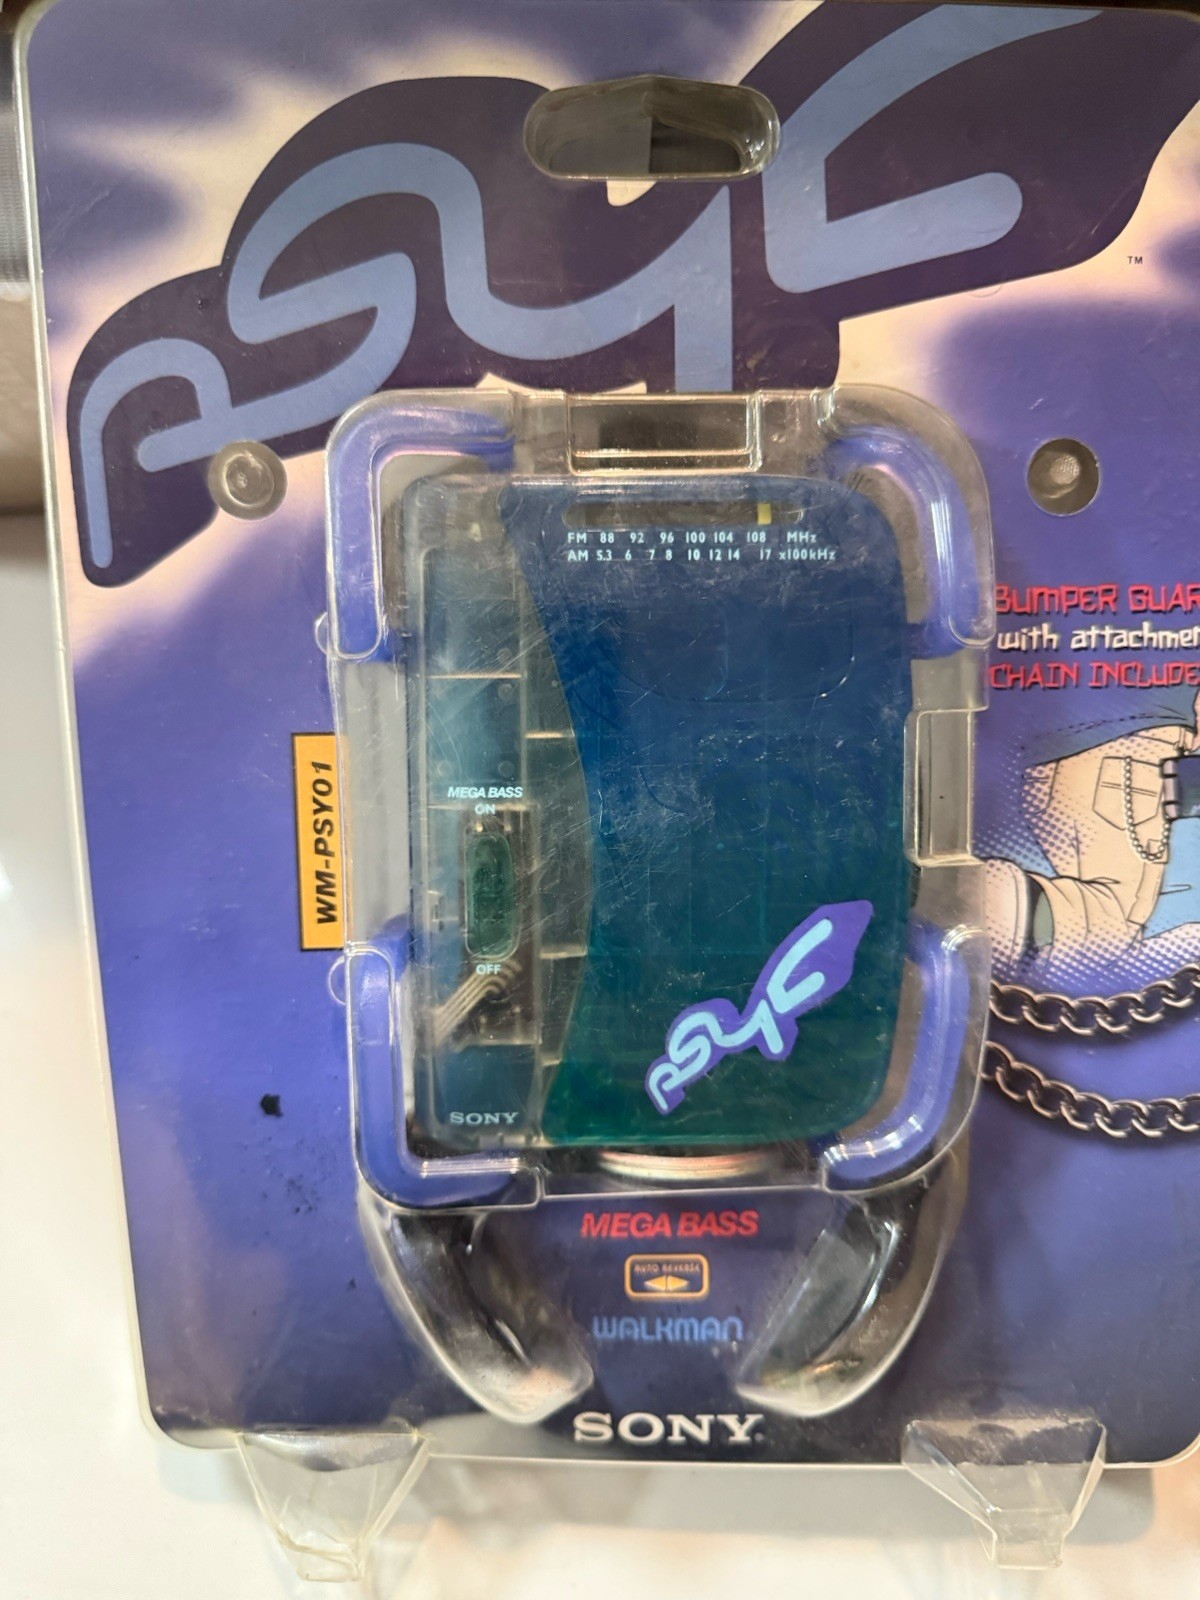 PSYC
TM
FM 88 92 96 100 104 108 MHz
AM 5.3 6 7 8 10 12 14 17 x100kHz
BUMPER GUAR
with attachmen
CHAIN INCLUDE
WM-PSY01
MEGA BASS
ON
OFF
PSYC
SONY
MEGA BASS
AUTO REVERSE
WALKMAN
SONY